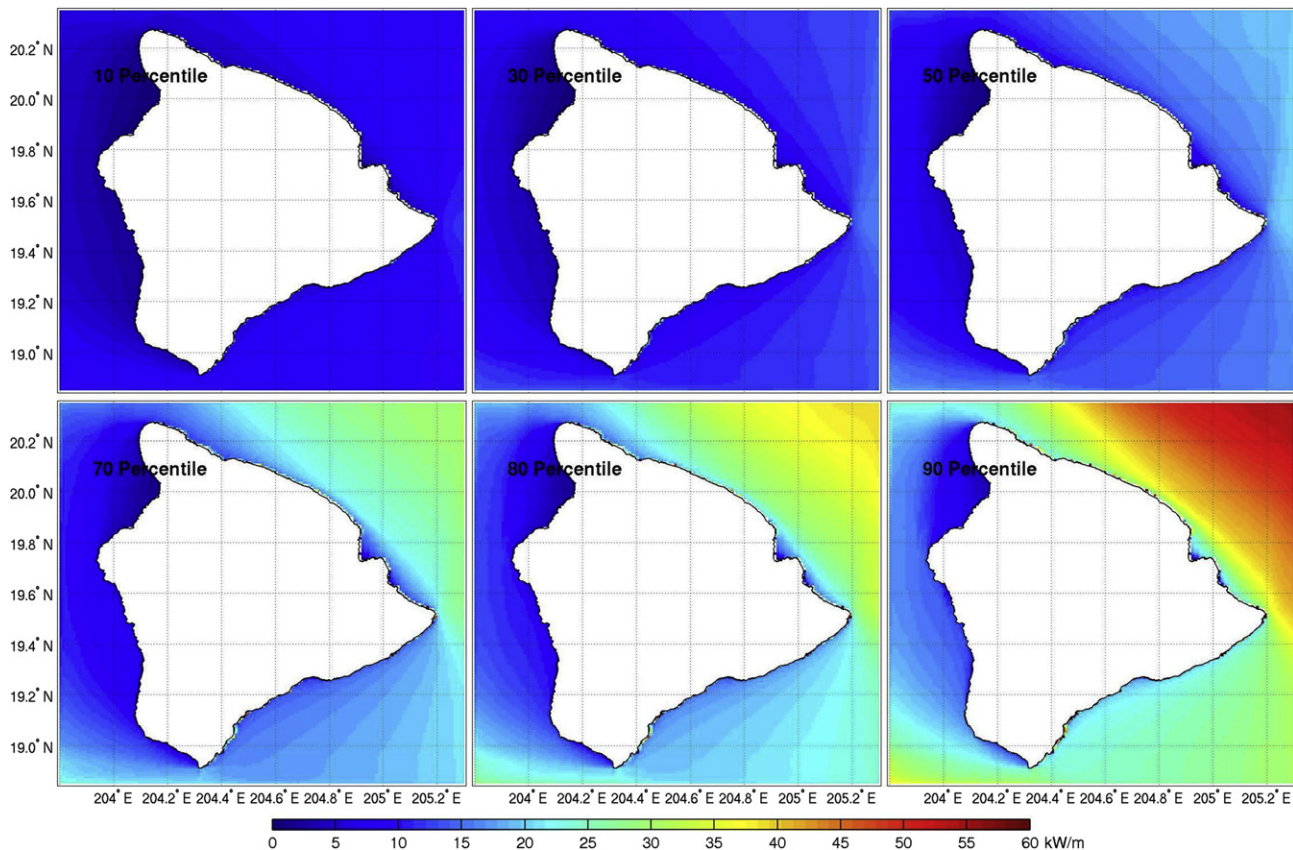 10 Percentile
30 Percentile
50 Percentile
20.2° N
20.0° N
19.8° N
19.6° N
19.4° N
19.2° N
19.0° N
70 Percentile
80 Percentile
90 Percentile
20.2° N
20.0° N
19.8° N
19.6° N
19.4° N
19.2° N
19.0° N
204° E 204.2° E 204.4° E 204.6° E 204.8° E 205° E 205.2° E
204° E 204.2° E 204.4° E 204.6° E 204.8° E 205° E 205.2° E
204° E 204.2° E 204.4° E 204.6° E 204.8° E 205° E 205.2° E
0 5 10 15 20 25 30 35 40 45 50 55 60 kW/m